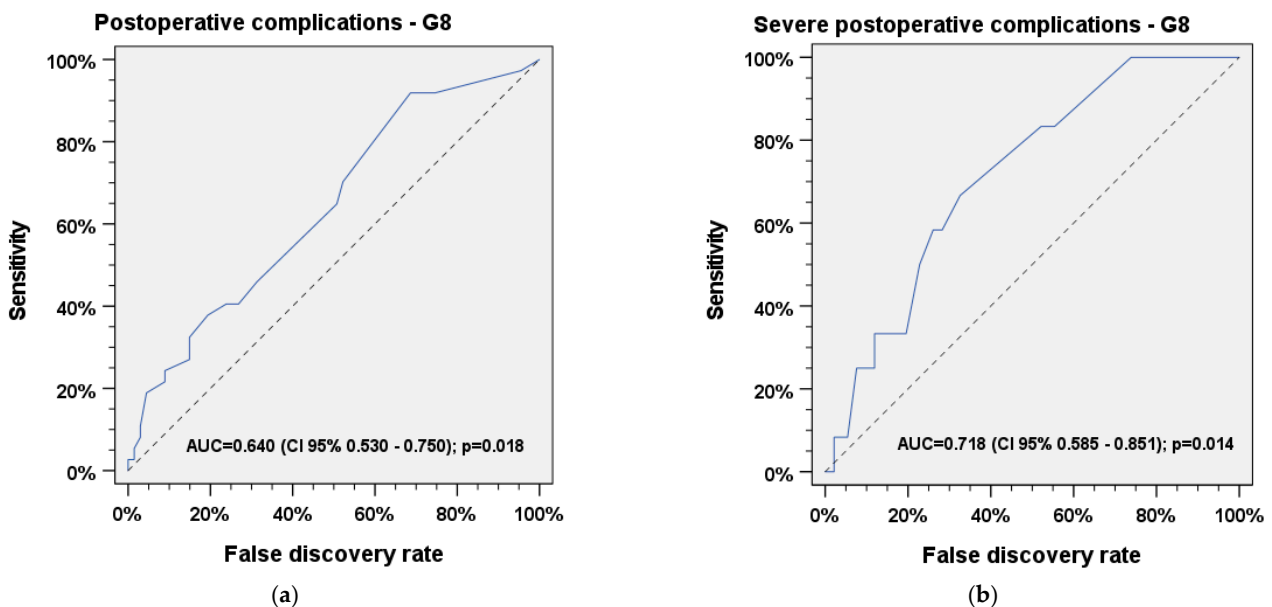 Postoperative complications - G8
100%
80%
60%
40%
20%
0%
Sensitivity
AUC=0.640 (CI 95% 0.530 - 0.750); p=0.018
0% 20% 40% 60% 80% 100%
False discovery rate
(a)
Severe postoperative complications - G8
100%
80%
60%
40%
20%
0%
Sensitivity
AUC=0.718 (CI 95% 0.585 - 0.851); p=0.014
0% 20% 40% 60% 80% 100%
False discovery rate
(b)